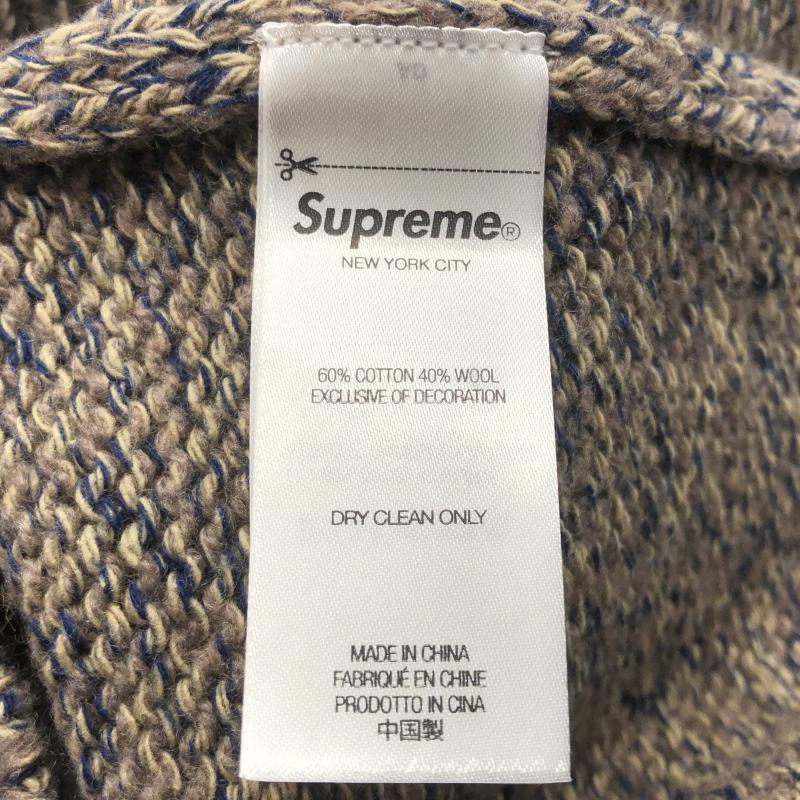 Supreme®
NEW YORK CITY
60% COTTON 40% WOOL
EXCLUSIVE OF DECORATION
DRY CLEAN ONLY
MADE IN CHINA
FABRIQUÉ EN CHINE
PRODOTTO IN CINA
中国製